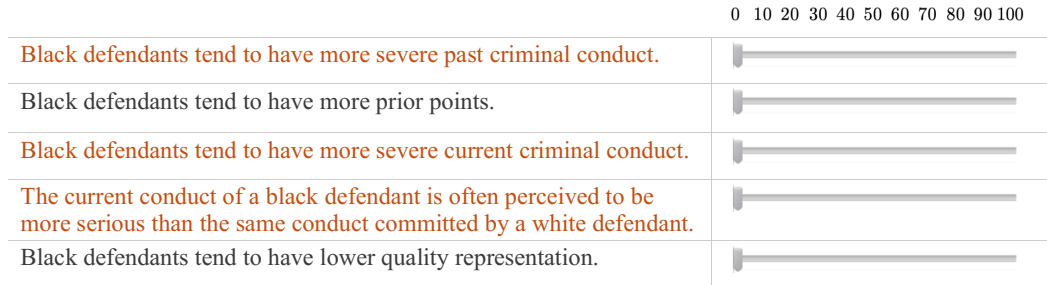 0 10 20 30 40 50 60 70 80 90 100
Black defendants tend to have more severe past criminal conduct.
Black defendants tend to have more prior points.
Black defendants tend to have more severe current criminal conduct.
The current conduct of a black defendant is often perceived to be
more serious than the same conduct committed by a white defendant.
Black defendants tend to have lower quality representation.